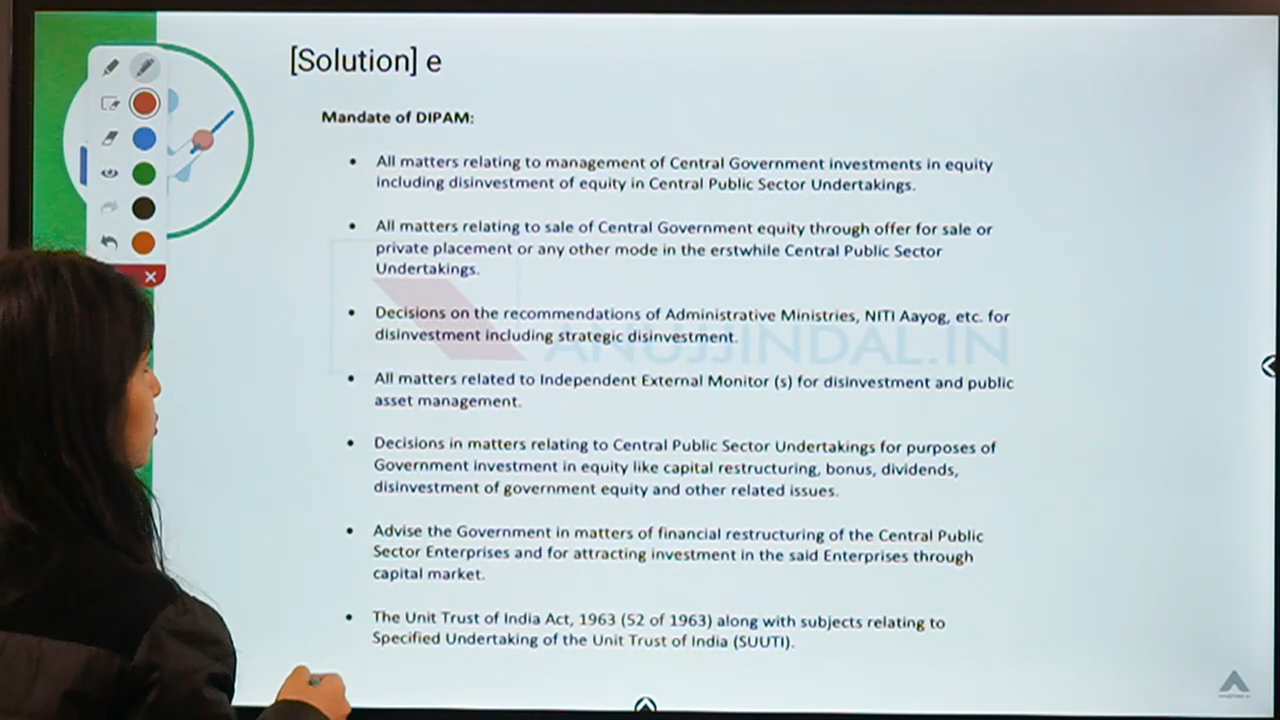 [Solution] e
Mandate of DIPAM:
• All matters relating to management of Central Government investments in equity
including disinvestment of equity in Central Public Sector Undertakings.
• All matters relating to sale of Central Government equity through offer for sale or
private placement or any other mode in the erstwhile Central Public Sector
Undertakings.
• Decisions on the recommendations of Administrative Ministries, NITI Aayog, etc. for
disinvestment including strategic disinvestment.
ANUJJINDAL.IN
• All matters related to Independent External Monitor (s) for disinvestment and public
asset management.
• Decisions in matters relating to Central Public Sector Undertakings for purposes of
Government investment in equity like capital restructuring, bonus, dividends,
disinvestment of government equity and other related issues.
• Advise the Government in matters of financial restructuring of the Central Public
Sector Enterprises and for attracting investment in the said Enterprises through
capital market.
• The Unit Trust of India Act, 1963 (52 of 1963) along with subjects relating to
Specified Undertaking of the Unit Trust of India (SUUTI).